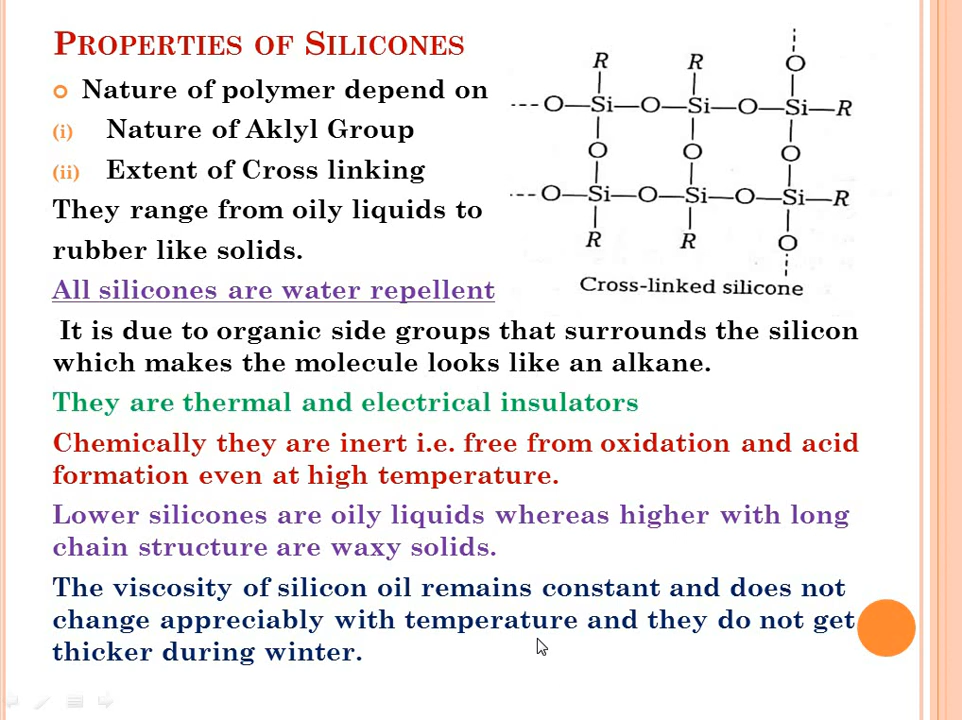 PROPERTIES OF SILICONES
Nature of polymer depend on
(i) Nature of Aklyl Group
(ii) Extent of Cross linking
They range from oily liquids to
rubber like solids.
All silicones are water repellent
It is due to organic side groups that surrounds the silicon
which makes the molecule looks like an alkane.
They are thermal and electrical insulators
Chemically they are inert i.e. free from oxidation and acid
formation even at high temperature.
Lower silicones are oily liquids whereas higher with long
chain structure are waxy solids.
The viscosity of silicon oil remains constant and does not
change appreciably with temperature and they do not get
thicker during winter.
R R O
---O—Si—O—Si—O—Si—R
O O O
---O—Si—O—Si—O—Si—R
R R O
Cross-linked silicone